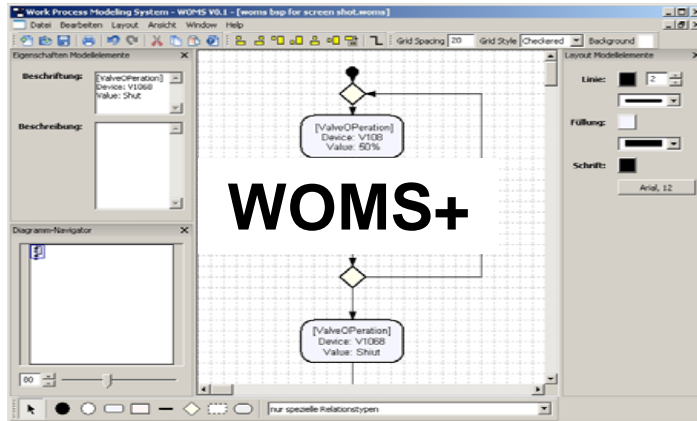 Work Process Modeling System - WOMS V0.1 - [woms bsp for screen shot.woms]
Datei Bearbeiten Layout Ansicht Window Help
Grid Spacing 20 Grid Style Checkered Background
Eigenschaften Modellelemente
Beschriftung:
[ValveOPeration]
Device: V1068
Value: Shut
Beschreibung:
Diagramm-Navigator
80
[ValveOPeration]
Device: V108
Value: 50%
WOMS+
[ValveOPeration]
Device: V1068
Value: Shiut
Layout Modellelemente
Linie: 2
Füllung:
Schrift:
Arial, 12
nur spezielle Relationstypen